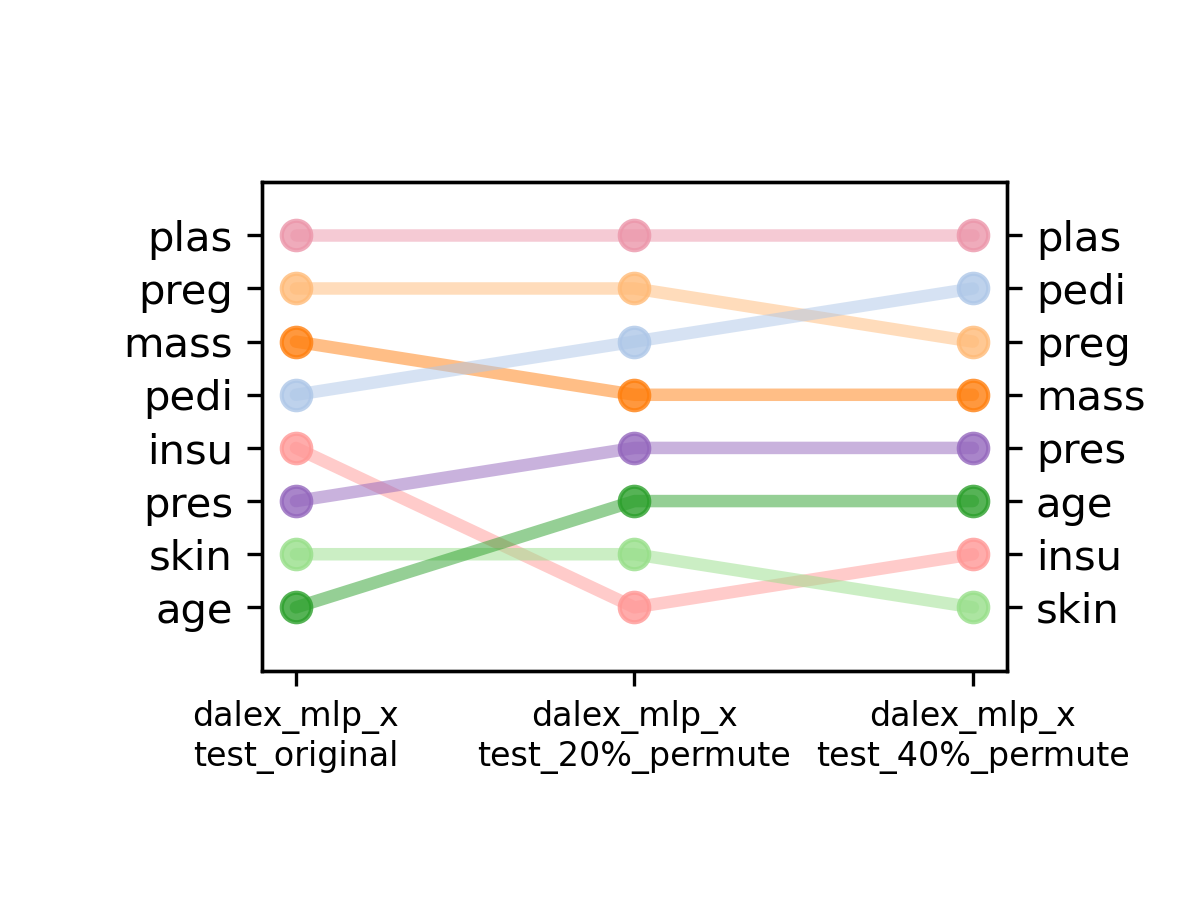 plas
preg
mass
pedi
insu
pres
skin
age
plas
pedi
preg
mass
pres
age
insu
skin
dalex_mlp_x
test_original
dalex_mlp_x
test_20%_permute
dalex_mlp_x
test_40%_permute